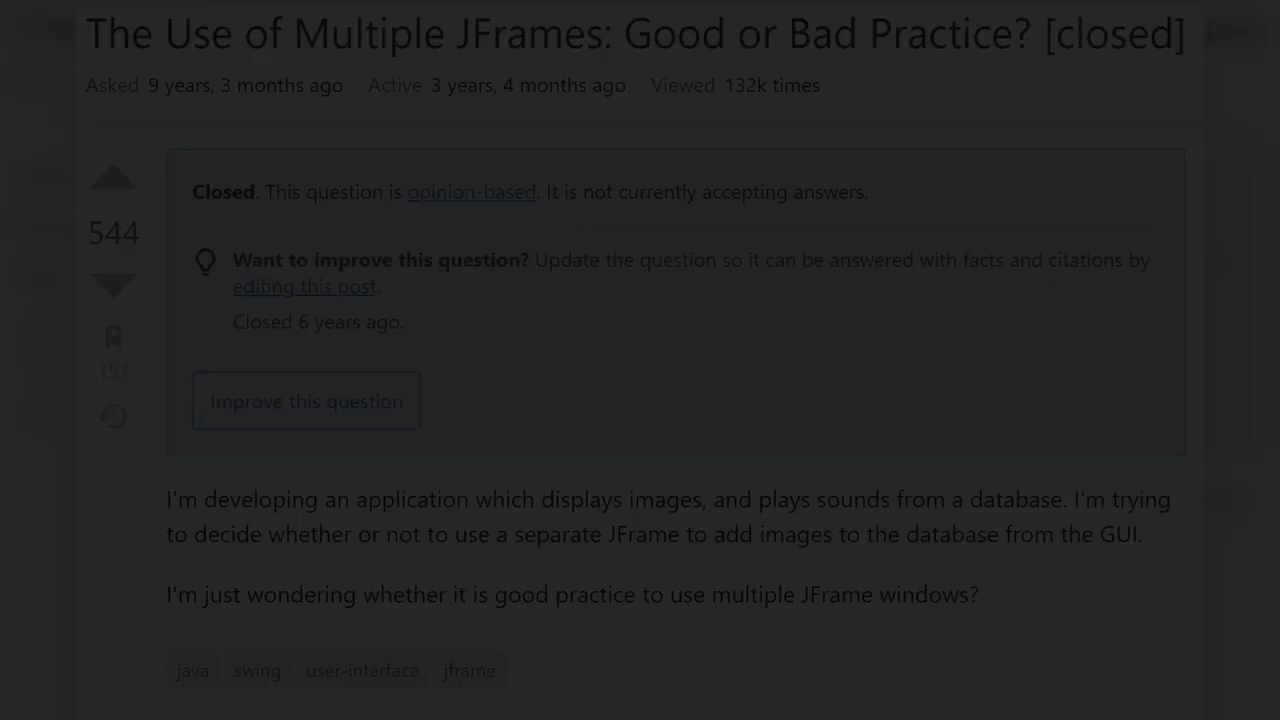 The Use of Multiple JFrames: Good or Bad Practice? [closed]
Asked 9 years, 3 months ago Active 3 years, 4 months ago Viewed 132k times
Closed. This question is opinion-based. It is not currently accepting answers.
544
Want to improve this question? Update the question so it can be answered with facts and citations by
editing this post.
Closed 6 years ago.
157
Improve this question
I'm developing an application which displays images, and plays sounds from a database. I'm trying
to decide whether or not to use a separate JFrame to add images to the database from the GUI.
I'm just wondering whether it is good practice to use multiple JFrame windows?
java swing user-interface jframe